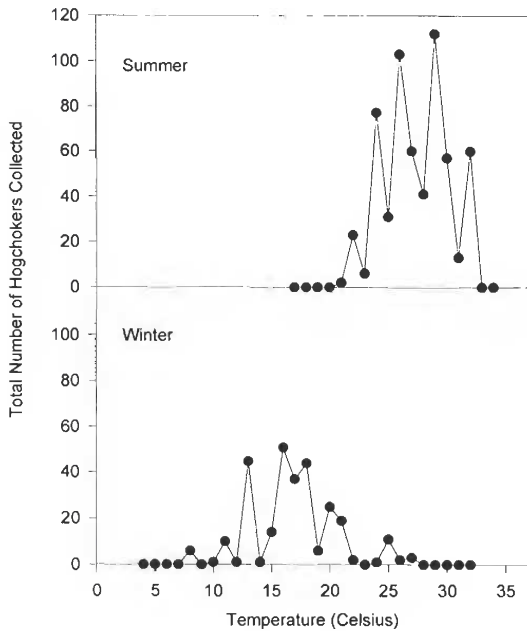 120
Summer
100
80
60
40
20
0
Total Number of Hogchokers Collected
Winter
100
80
60
40
20
0
0 5 10 15 20 25 30 35
Temperature (Celsius)